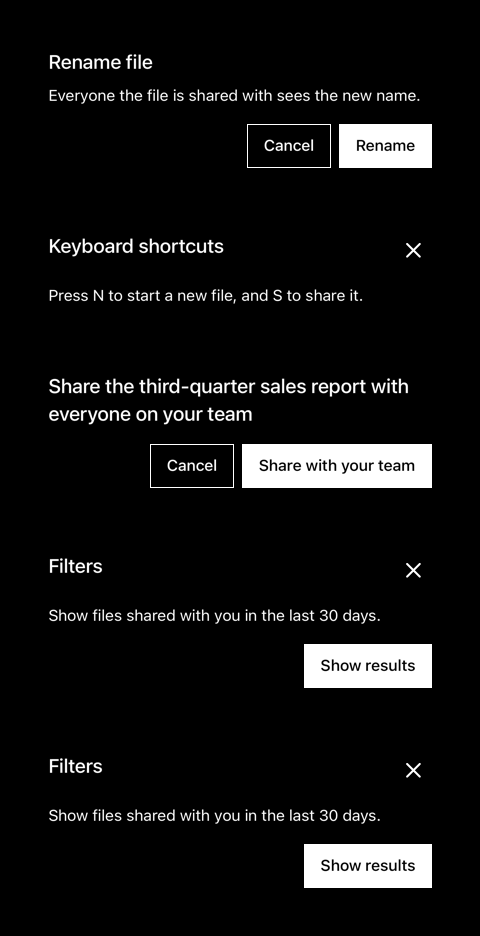 Rename file
Everyone the file is shared with sees the new name.
Cancel
Rename
Keyboard shortcuts
Press N to start a new file, and S to share it.
Share the third-quarter sales report with
everyone on your team
Cancel
Share with your team
Filters
Show files shared with you in the last 30 days.
Show results
Filters
Show files shared with you in the last 30 days.
Show results